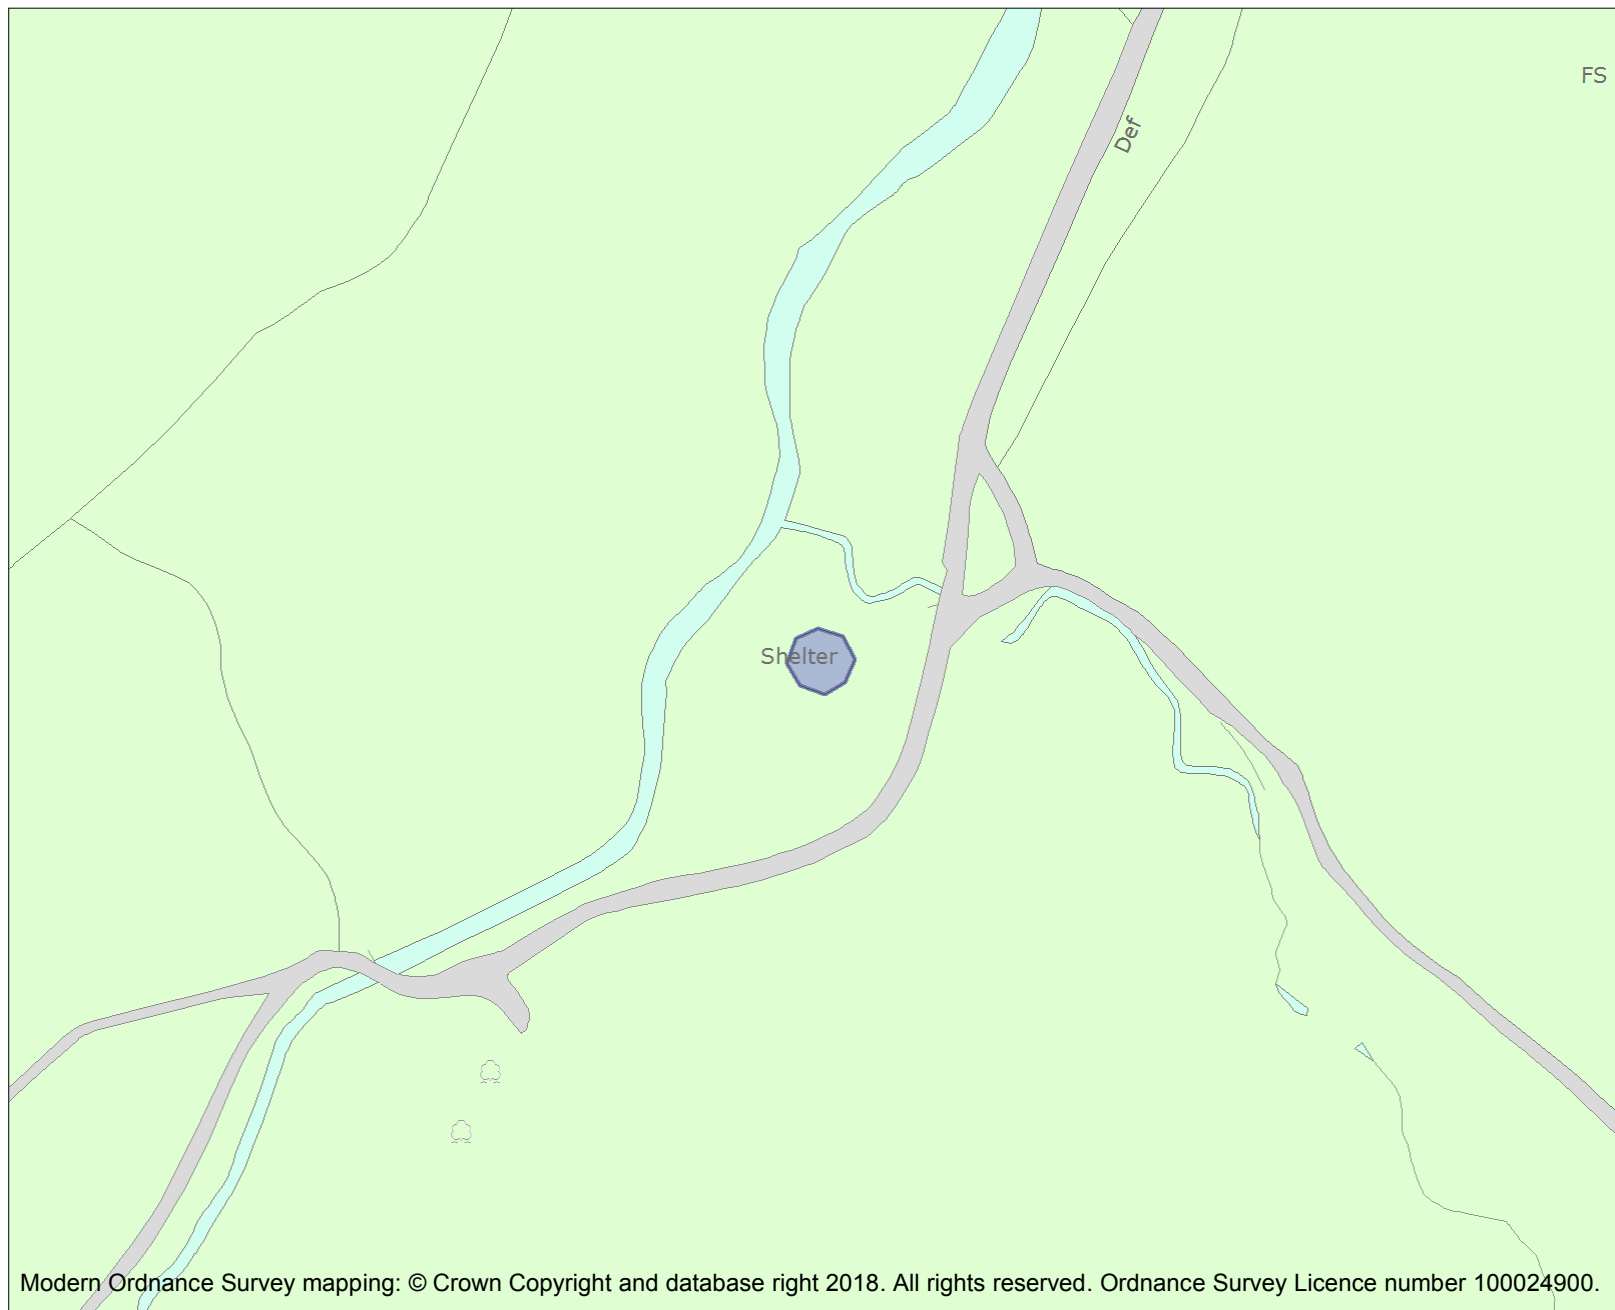 FS
Def
Shelter
Modern Ordnance Survey mapping: © Crown Copyright and database right 2018. All rights reserved. Ordnance Survey Licence number 100024900.